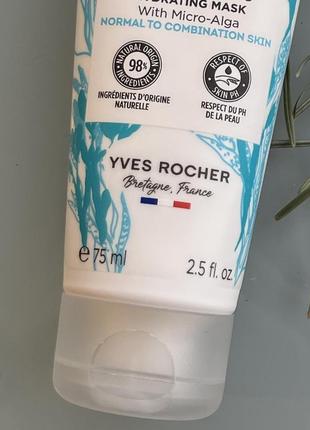 HYDRATING MASK
With Micro-Alga
NORMAL TO COMBINATION SKIN
NATURAL ORIGIN
98%
INGREDIENTS
INGRÉDIENTS D'ORIGINE
NATURELLE
RESPECT OF
SKIN PH
RESPECT DU PH
DE LA PEAU
YVES ROCHER
Bretagne, France
e 75 ml
2.5 fl. oz.